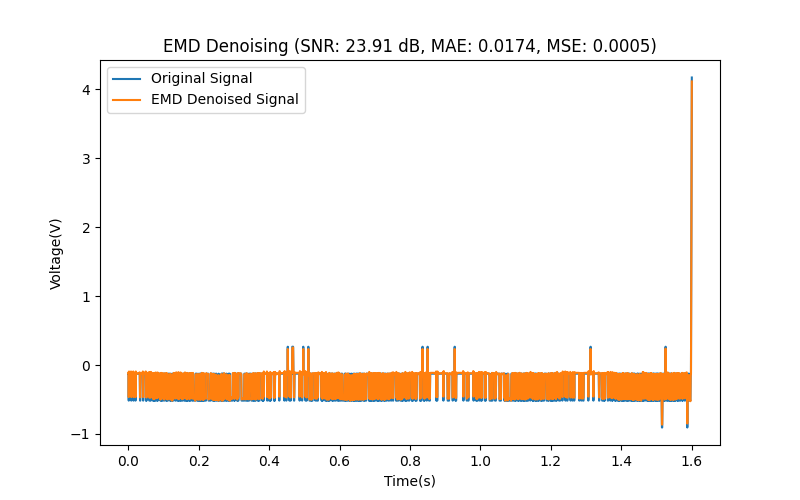 EMD Denoising (SNR: 23.91 dB, MAE: 0.0174, MSE: 0.0005)
Original Signal
EMD Denoised Signal
Voltage(V)
4
3
2
1
0
−1
0.0 0.2 0.4 0.6 0.8 1.0 1.2 1.4 1.6
Time(s)